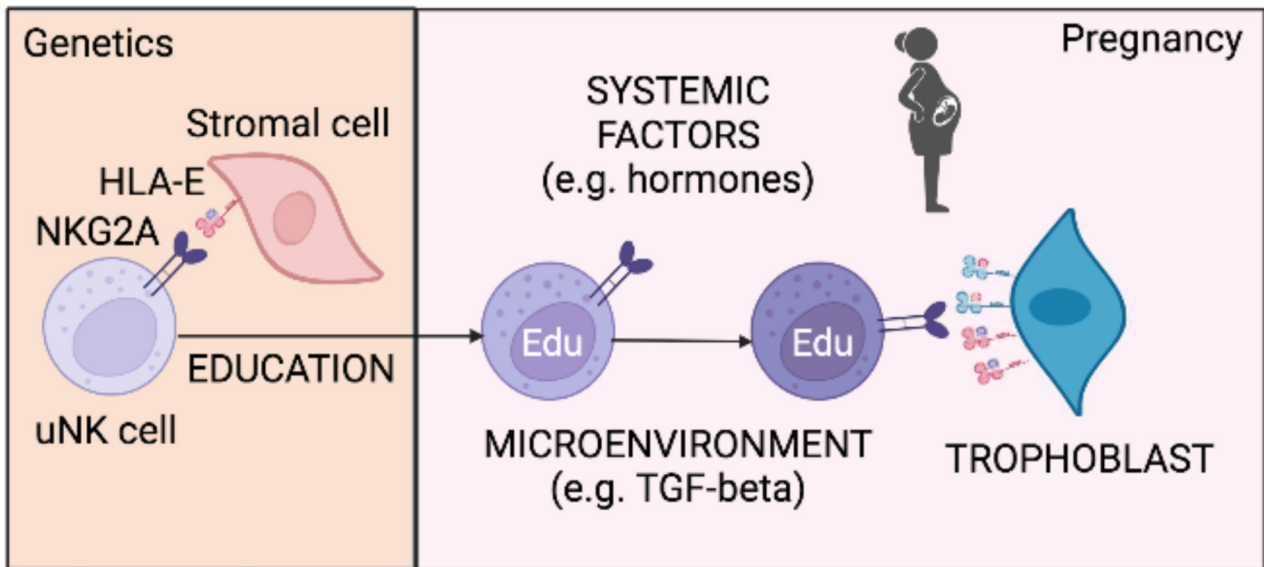 Genetics
Stromal cell
HLA-E
NKG2A
EDUCATION
uNK cell
Pregnancy
SYSTEMIC
FACTORS
(e.g. hormones)
Edu
Edu
MICROENVIRONMENT
(e.g. TGF-beta)
TROPHOBLAST